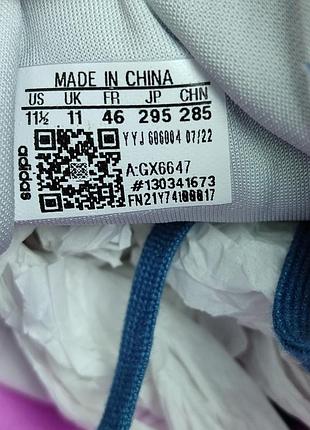 MADE IN CHINA
US UK FR JP CHN
11½ 11 46 295 285
adidas
YYJ 606004 07/22
A:GX6647
#130341673
FN21Y74100017